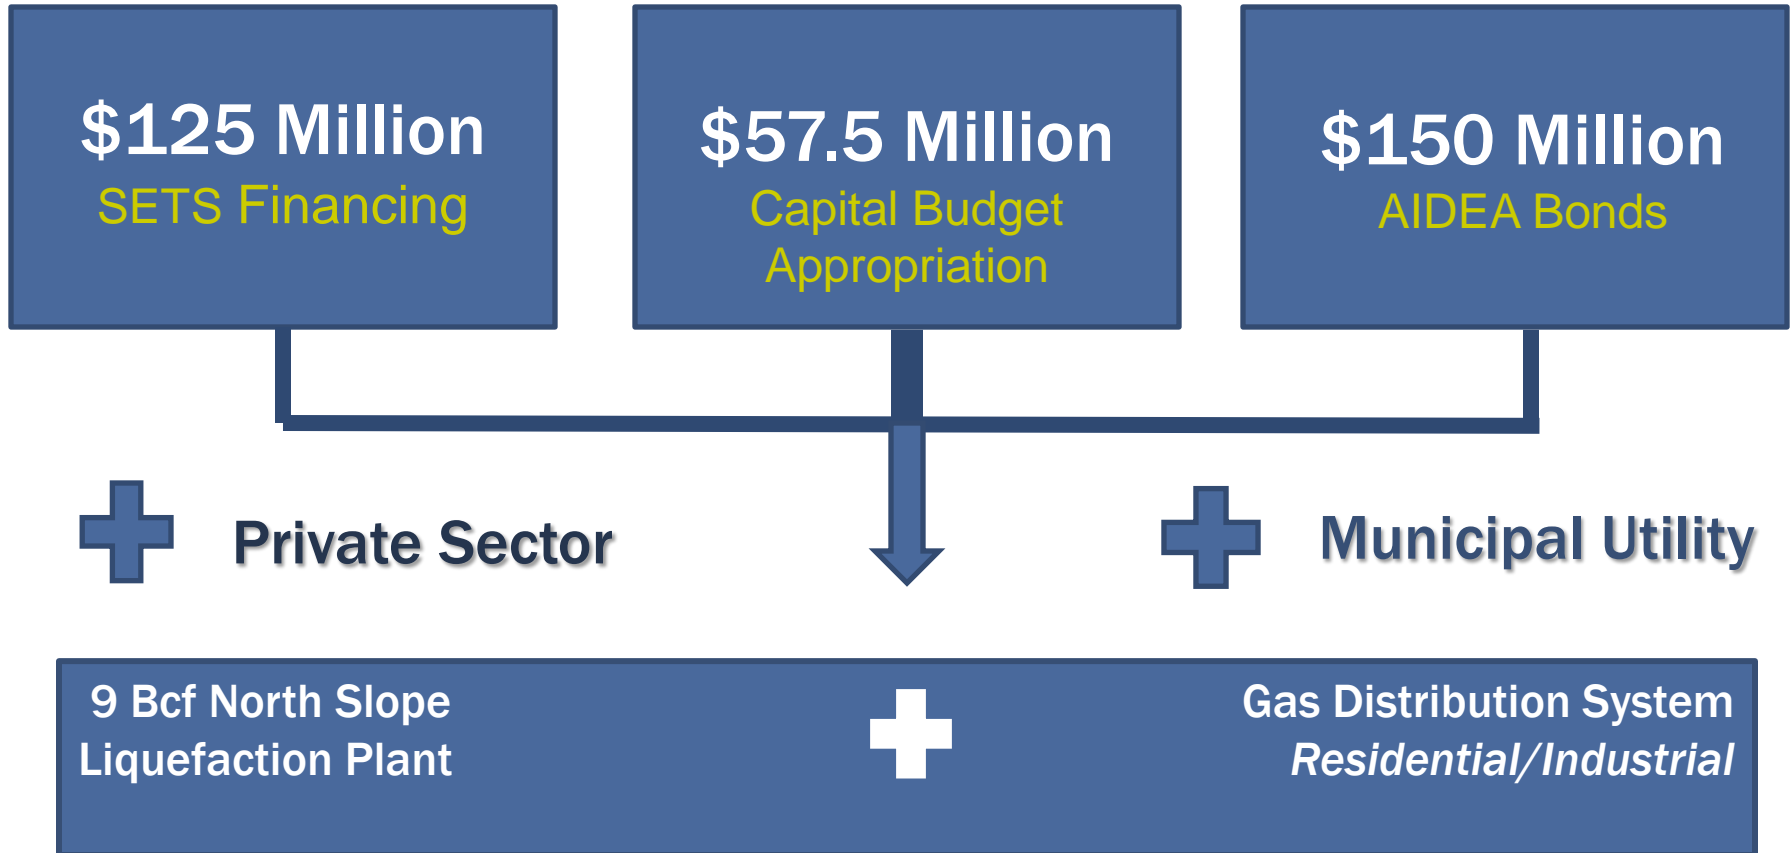 $125 Million
SETS Financing
$57.5 Million
Capital Budget
Appropriation
$150 Million
AIDEA Bonds
Private Sector
Municipal Utility
9 Bcf North Slope
Liquefaction Plant
Gas Distribution System
Residential/Industrial